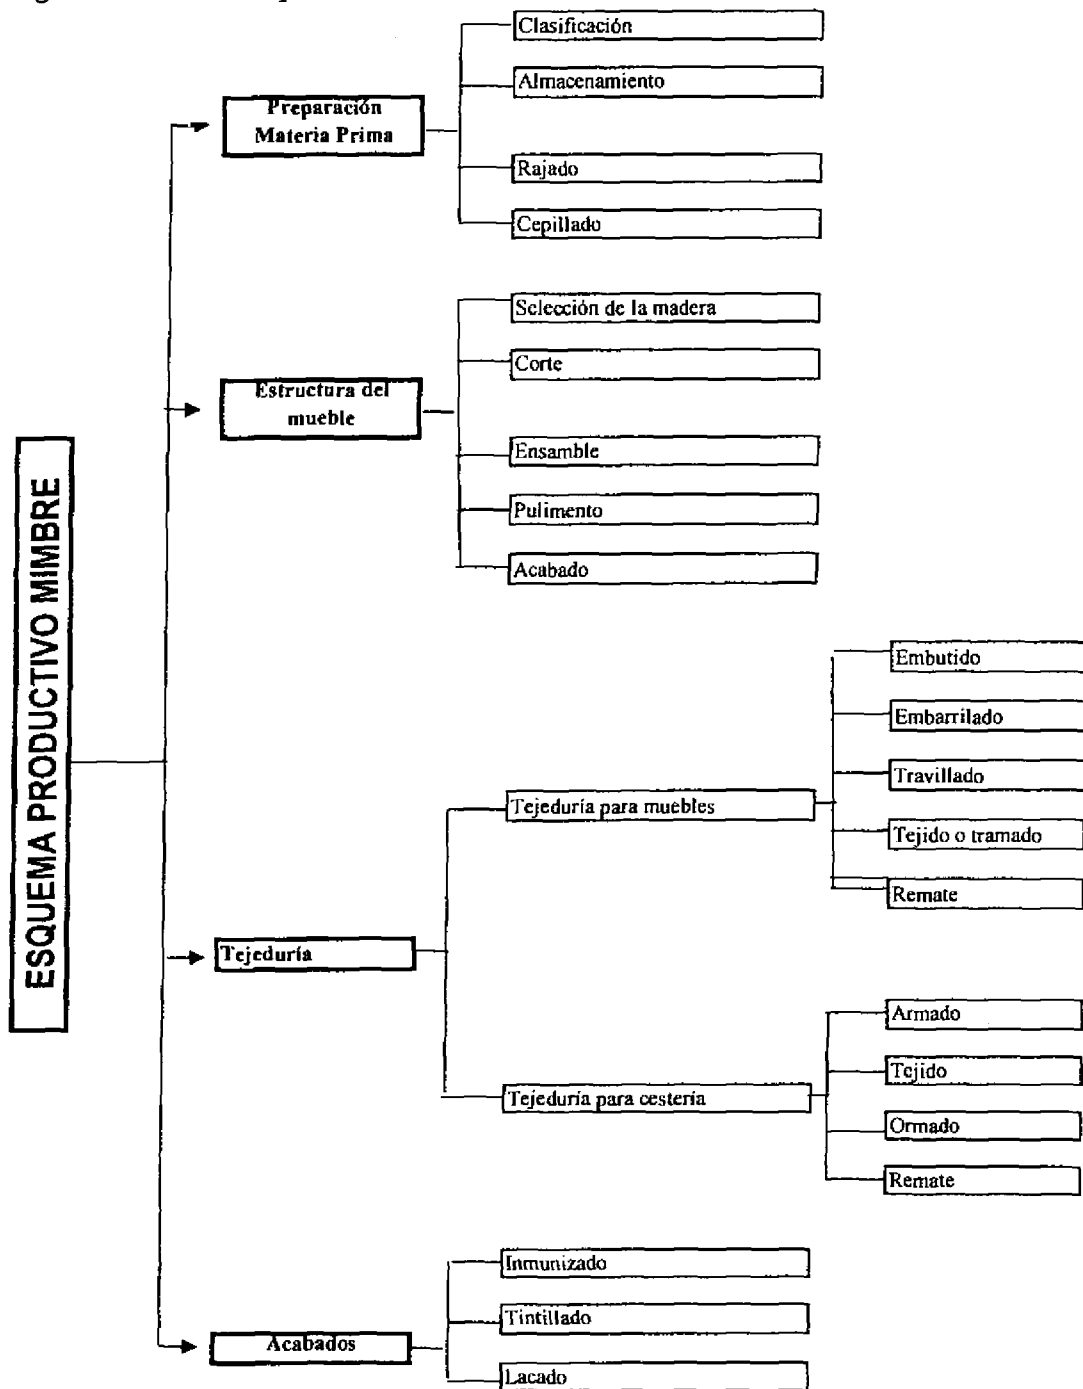 ESQUEMA PRODUCTIVO MIMBRE
Preparación
Materia Prima
Clasificación
Almacenamiento
Rajado
Cepillado
Estructura del
mueble
Selección de la madera
Corte
Ensamble
Pulimento
Acabado
Tejeduría
Tejeduría para muebles
Embutido
Embarrilado
Travillado
Tejido o tramado
Remate
Tejeduría para cestería
Armado
Tejido
Ormado
Remate
Acabados
Inmunizado
Tintillado
Lacado